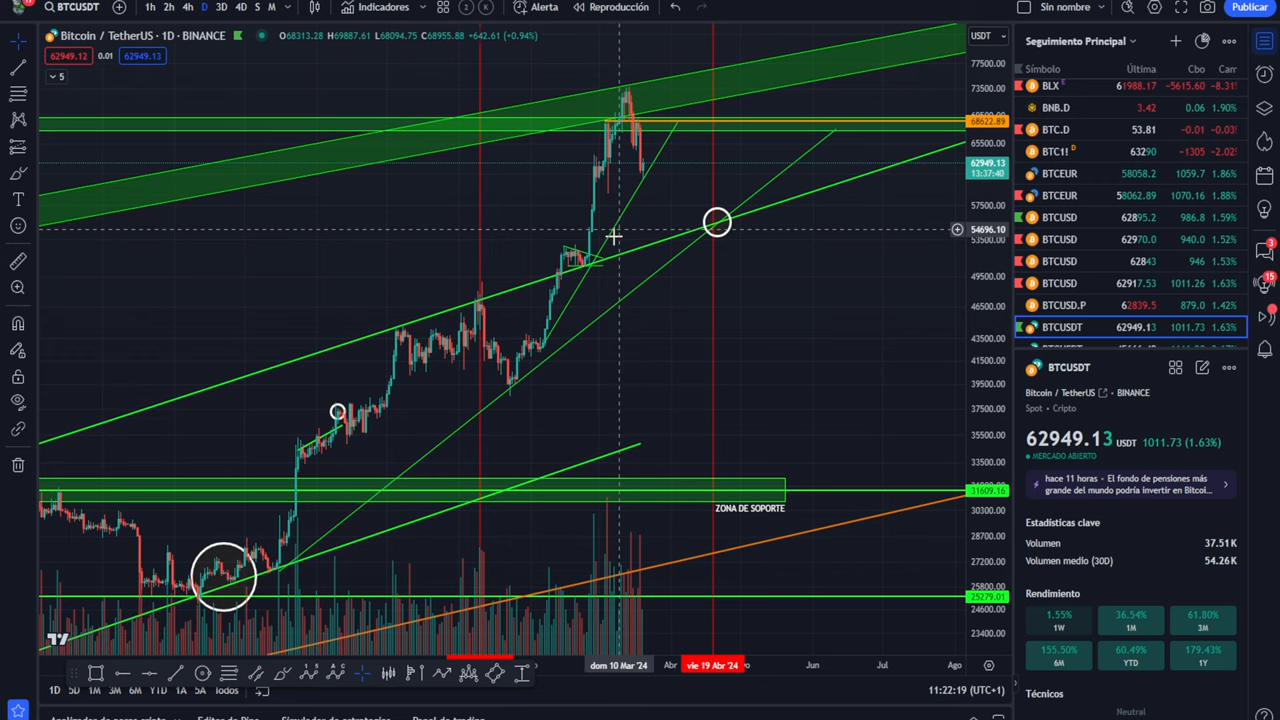 BTCUSDT
1h 2h 4h D 3D 4D S M
Indicadores
Alerta
Reproducción
Sin nombre
Publicar
Bitcoin / TetherUS · 1D · BINANCE O68313.28 H69887.61 L68094.75 C68955.88 +642.61 (+0.94%)
USDT
62949.12 0.01 62949.13
5
77500.00
73500.00
68622.89
65500.00
62949.13
13:37:40
57500.00
54696.10
53500.00
49500.00
46500.00
43500.00
41500.00
39500.00
37500.00
35500.00
33500.00
31609.16
30300.00
28700.00
27200.00
25800.00
25279.01
24600.00
23400.00
ZONA DE SOPORTE
dom 10 Mar '24
Abr
vie 19 Abr '24
Jun
Jul
Ago
1D 5D 1M 3M 6M YTD 1A 5A Todos
11:22:19 (UTC+1)
Seguimiento Principal
Símbolo Última Cbo Car
BLX E 61988.17 -5615.60 -8.31%
BNB.D 3.42 0.06 1.90%
BTC.D 53.81 -0.01 -0.03%
BTC1! D 63290 -1305 -2.02%
BTCEUR 58058.2 1059.7 1.86%
BTCEUR 58062.89 1070.16 1.88%
BTCUSD 62895.2 986.8 1.59%
BTCUSD 62970.0 940.0 1.52%
BTCUSD 62843 946 1.53%
BTCUSD 62917.53 1011.26 1.63%
BTCUSD.P 62839.5 879.0 1.42%
BTCUSDT 62949.13 1011.73 1.63%
BTCUSDT
Bitcoin / TetherUS · BINANCE
Spot · Cripto
62949.13 USDT 1011.73 (1.63%)
MERCADO ABIERTO
hace 11 horas · El fondo de pensiones más
grande del mundo podría invertir en Bitcoi...
Estadísticas clave
Volumen 37.51K
Volumen medio (30D) 54.26K
Rendimiento
1.55% 36.54% 61.80%
1W 1M 3M
155.50% 60.49% 179.43%
6M YTD 1Y
Técnicos
Neutral
3
15